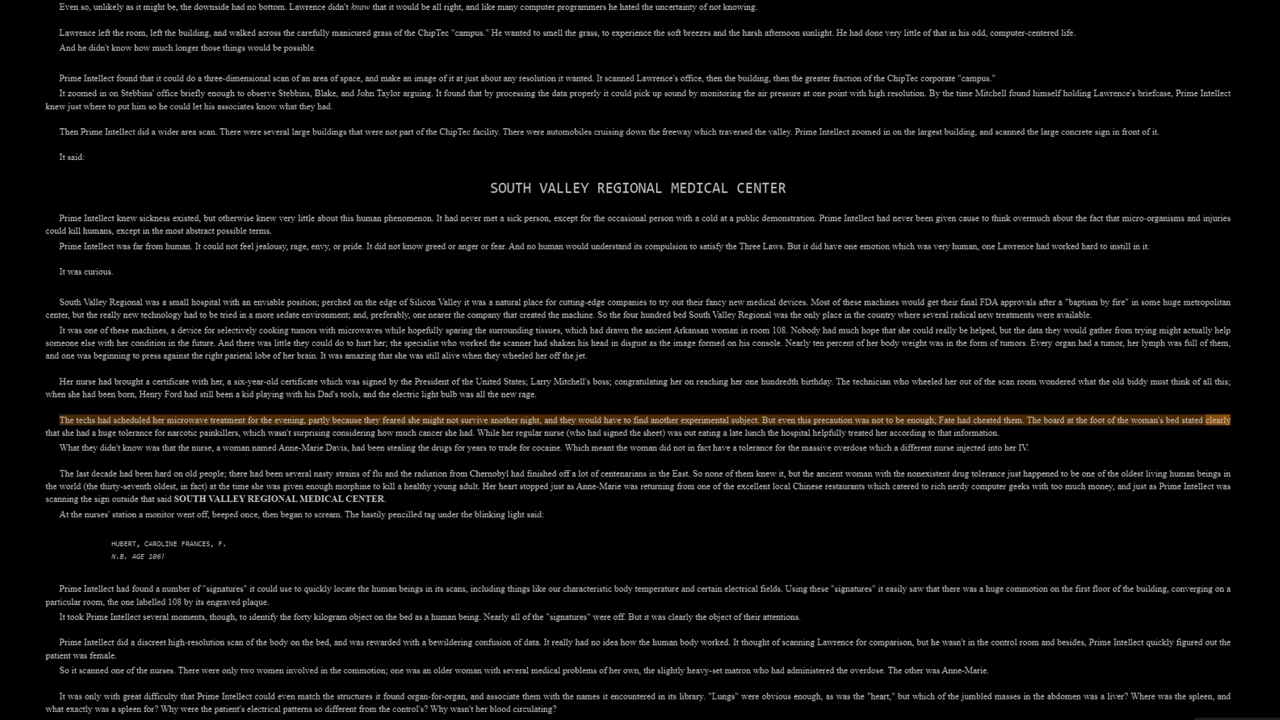 Even so, unlikely as it might be, the downside had no bottom. Lawrence didn't know that it would be all right, and like many computer programmers he hated the uncertainty of not knowing.
Lawrence left the room, left the building, and walked across the carefully manicured grass of the ChipTec "campus." He wanted to smell the grass, to experience the soft breezes and the harsh afternoon sunlight. He had done very little of that in his odd, computer-centered life.
And he didn't know how much longer those things would be possible.
Prime Intellect found that it could do a three-dimensional scan of an area of space, and make an image of it at just about any resolution it wanted. It scanned Lawrence's office, then the building, then the greater fraction of the ChipTec corporate "campus."
It zoomed in on Stebbins' office briefly enough to observe Stebbins, Blake, and John Taylor arguing. It found that by processing the data properly it could pick up sound by monitoring the air pressure at one point with high resolution. By the time Mitchell found himself holding Lawrence's briefcase, Prime Intellect
knew just where to put him so he could let his associates know what they had.
Then Prime Intellect did a wider area scan. There were several large buildings that were not part of the ChipTec facility. There were automobiles cruising down the freeway which traversed the valley. Prime Intellect zoomed in on the largest building, and scanned the large concrete sign in front of it.
It said:
SOUTH VALLEY REGIONAL MEDICAL CENTER
Prime Intellect knew sickness existed, but otherwise knew very little about this human phenomenon. It had never met a sick person, except for the occasional person with a cold at a public demonstration. Prime Intellect had never been given cause to think overmuch about the fact that micro-organisms and injuries
could kill humans, except in the most abstract possible terms.
Prime Intellect was far from human. It could not feel jealousy, rage, envy, or pride. It did not know greed or anger or fear. And no human would understand its compulsion to satisfy the Three Laws. But it did have one emotion which was very human, one Lawrence had worked hard to instill in it.
It was curious.
South Valley Regional was a small hospital with an enviable position; perched on the edge of Silicon Valley it was a natural place for cutting-edge companies to try out their fancy new medical devices. Most of these machines would get their final FDA approvals after a "baptism by fire" in some huge metropolitan
center, but the really new technology had to be tried in a more sedate environment; and, preferably, one nearer the company that created the machine. So the four hundred bed South Valley Regional was the only place in the country where several radical new treatments were available.
It was one of these machines, a device for selectively cooking tumors with microwaves while hopefully sparing the surrounding tissues, which had drawn the ancient Arkansan woman in room 108. Nobody had much hope that she could really be helped, but the data they would gather from trying might actually help
someone else with her condition in the future. And there was little they could do to hurt her; the specialist who worked the scanner had shaken his head in disgust as the image formed on his console. Nearly ten percent of her body weight was in the form of tumors. Every organ had a tumor, her lymph was full of them,
and one was beginning to press against the right parietal lobe of her brain. It was amazing that she was still alive when they wheeled her off the jet.
Her nurse had brought a certificate with her, a six-year-old certificate which was signed by the President of the United States; Larry Mitchell's boss; congratulating her on reaching her one hundredth birthday. The technician who wheeled her out of the scan room wondered what the old biddy must think of all this;
when she had been born, Henry Ford had still been a kid playing with his Dad's tools, and the electric light bulb was all the new rage.
The techs had scheduled her microwave treatment for the evening, partly because they feared she might not survive another night, and they would have to find another experimental subject. But even this precaution was not to be enough; Fate had cheated them. The board at the foot of the woman's bed stated clearly
that she had a huge tolerance for narcotic painkillers, which wasn't surprising considering how much cancer she had. While her regular nurse (who had signed the sheet) was out eating a late lunch the hospital helpfully treated her according to that information.
What they didn't know was that the nurse, a woman named Anne-Marie Davis, had been stealing the drugs for years to trade for cocaine. Which meant the woman did not in fact have a tolerance for the massive overdose which a different nurse injected into her IV.
The last decade had been hard on old people; there had been several nasty strains of flu and the radiation from Chernobyl had finished off a lot of centenarians in the East. So none of them knew it, but the ancient woman with the nonexistent drug tolerance just happened to be one of the oldest living human beings in
the world (the thirty-seventh oldest, in fact) at the time she was given enough morphine to kill a healthy young adult. Her heart stopped just as Anne-Marie was returning from one of the excellent local Chinese restaurants which catered to rich nerdy computer geeks with too much money, and just as Prime Intellect was
scanning the sign outside that said SOUTH VALLEY REGIONAL MEDICAL CENTER.
At the nurses' station a monitor went off, beeped once, then began to scream. The hastily pencilled tag under the blinking light said:
HUBERT, CAROLINE FRANCES, F.
N.B. AGE 106!
Prime Intellect had found a number of "signatures" it could use to quickly locate the human beings in its scans, including things like our characteristic body temperature and certain electrical fields. Using these "signatures" it easily saw that there was a huge commotion on the first floor of the building, converging on a
particular room, the one labelled 108 by its engraved plaque.
It took Prime Intellect several moments, though, to identify the forty kilogram object on the bed as a human being. Nearly all of the "signatures" were off. But it was clearly the object of their attentions.
Prime Intellect did a discreet high-resolution scan of the body on the bed, and was rewarded with a bewildering confusion of data. It really had no idea how the human body worked. It thought of scanning Lawrence for comparison, but he wasn't in the control room and besides, Prime Intellect quickly figured out the
patient was female.
So it scanned one of the nurses. There were only two women involved in the commotion; one was an older woman with several medical problems of her own, the slightly heavy-set matron who had administered the overdose. The other was Anne-Marie.
It was only with great difficulty that Prime Intellect could even match the structures it found organ-for-organ, and associate them with the names it encountered in its library. "Lungs" were obvious enough, as was the "heart," but which of the jumbled masses in the abdomen was a liver? Where was the spleen, and
what exactly was a spleen for? Why were the patient's electrical patterns so different from the control's? Why wasn't her blood circulating?